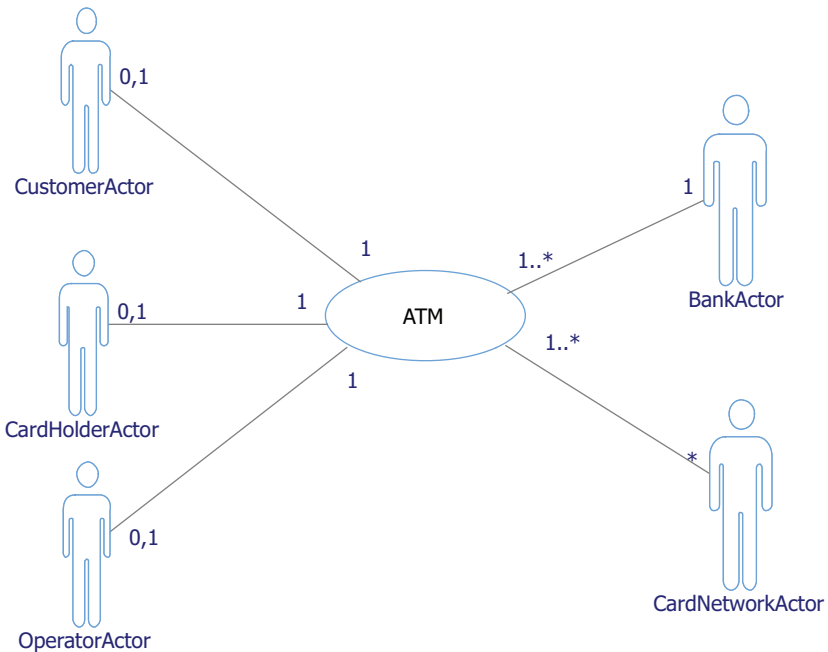 0,1
CustomerActor
1
1
1..*
BankActor
0,1
1
ATM
1..*
CardHolderActor
1
*
0,1
CardNetworkActor
OperatorActor